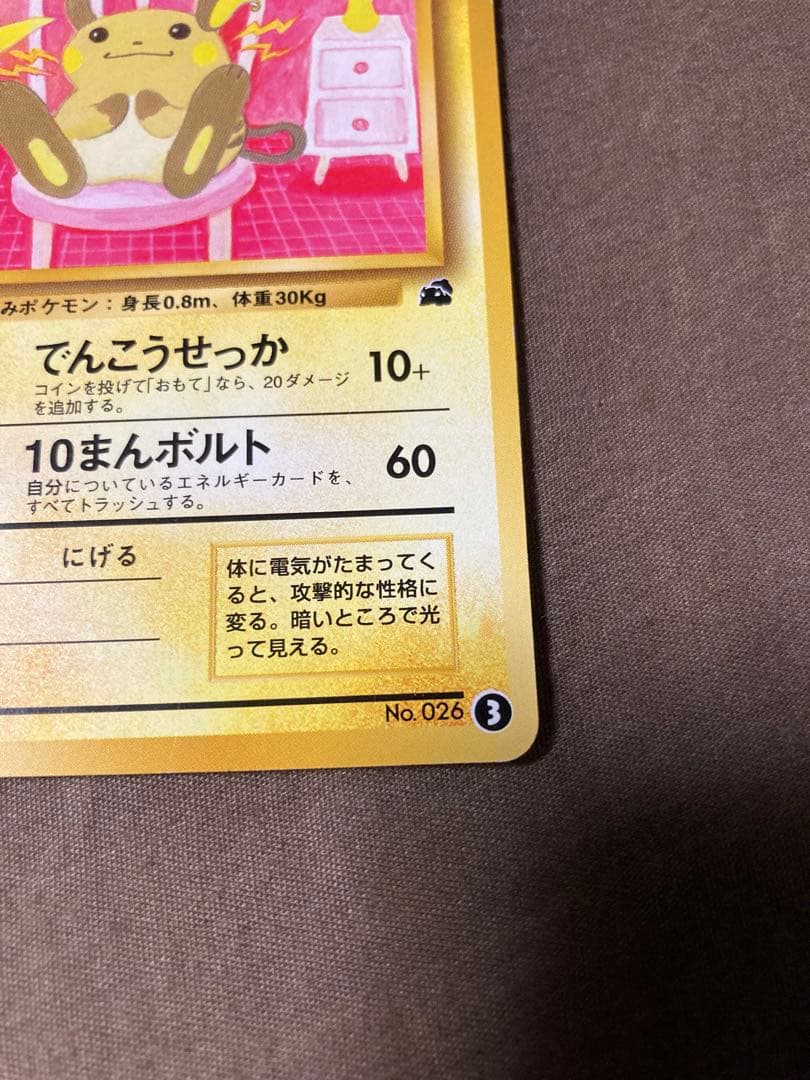 みポケモン：身長0.8m、体重30Kg
でんこうせっか 10+
コインを投げて「おもて」なら、20ダメージ
を追加する。
10まんボルト 60
自分についているエネルギーカードを、
すべてトラッシュする。
にげる
体に電気がたまってく
ると、攻撃的な性格に
変る。暗いところで光
って見える。
No. 026 3